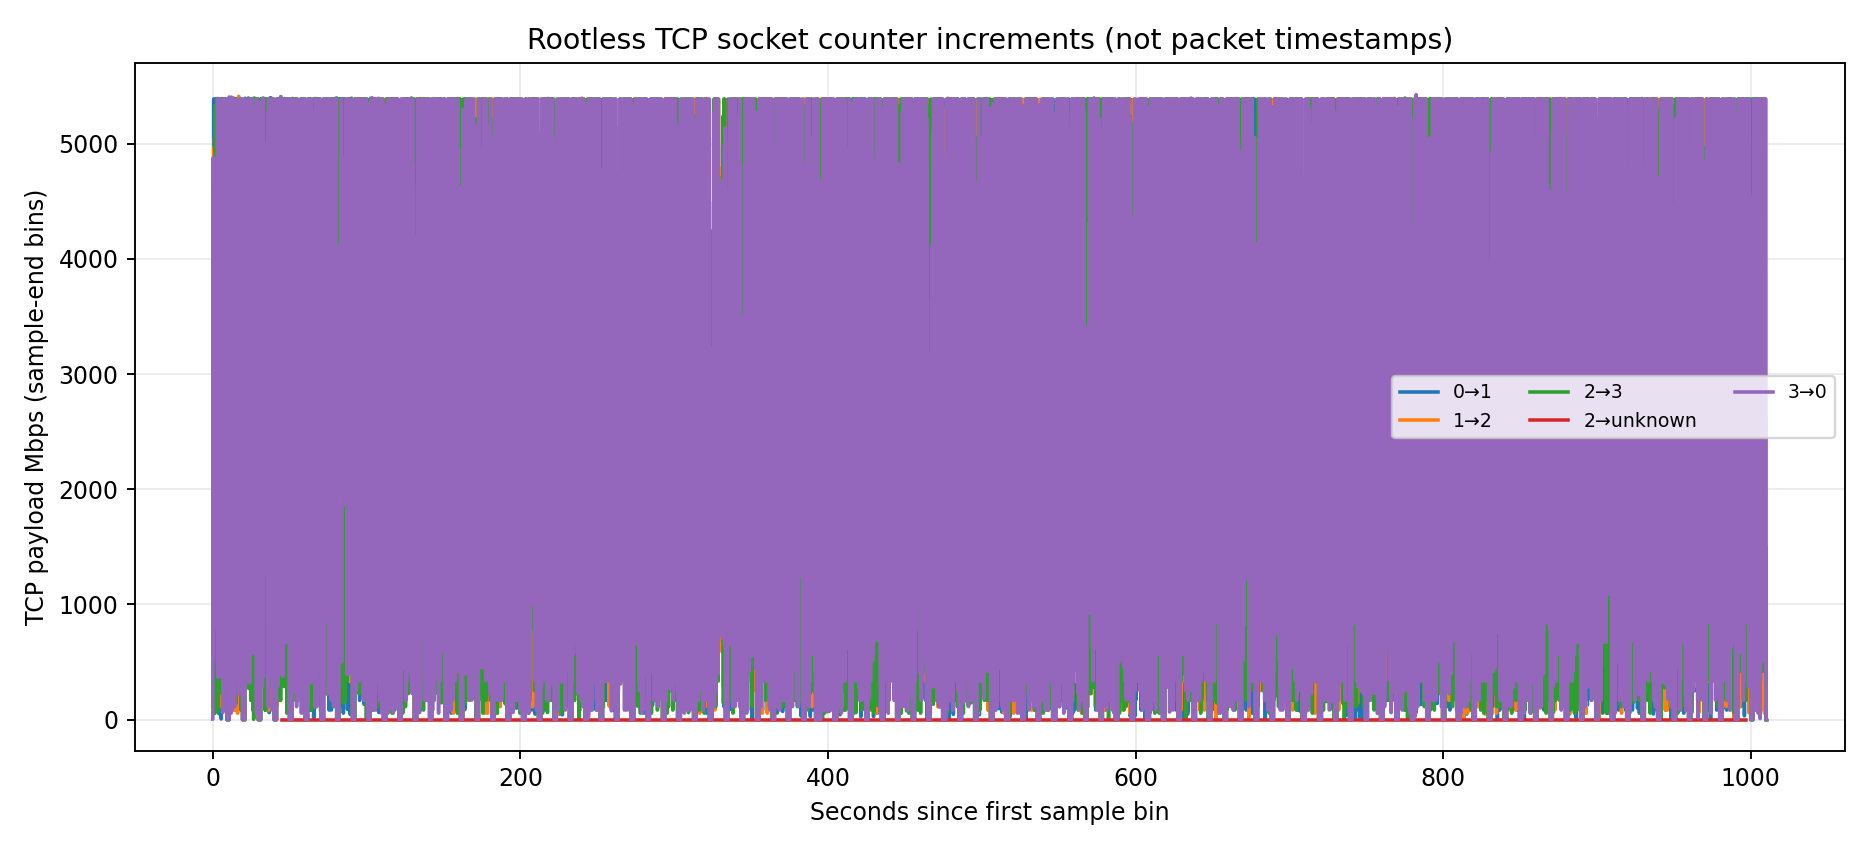 Rootless TCP socket counter increments (not packet timestamps)
TCP payload Mbps (sample-end bins)
5000
4000
3000
2000
1000
0
0→1 2→3 3→0
1→2 2→unknown
0 200 400 600 800 1000
Seconds since first sample bin